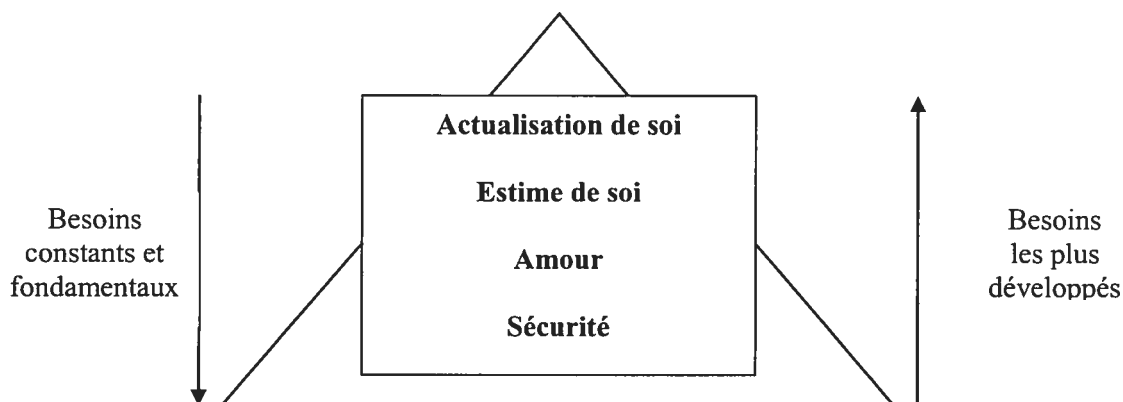 Actualisation de soi
Estime de soi
Amour
Sécurité
Besoins
constants et
fondamentaux
Besoins
les plus
développés